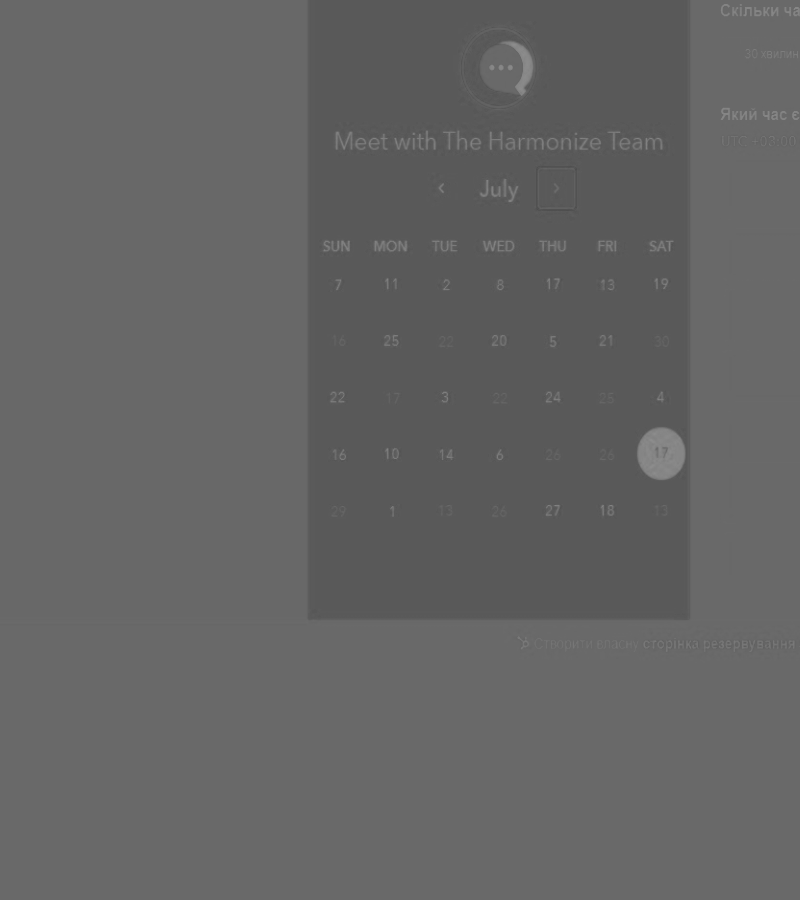 Скільки ча
30 хвилин
Meet with The Harmonize Team
Який час є
UTC +03:00
July
SUN MON TUE WED THU FRI SAT
7 11 2 8 17 13 19
16 25 22 20 5 21 30
22 17 3 22 24 25 4
16 10 14 6 26 26 17
29 1 13 26 27 18 13
Створити власну сторінка резервування